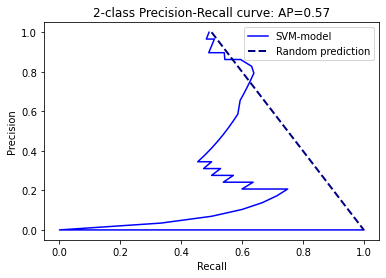 2-class Precision-Recall curve: AP=0.57
SVM-model
Random prediction
Precision
1.0
0.8
0.6
0.4
0.2
0.0
0.0 0.2 0.4 0.6 0.8 1.0
Recall